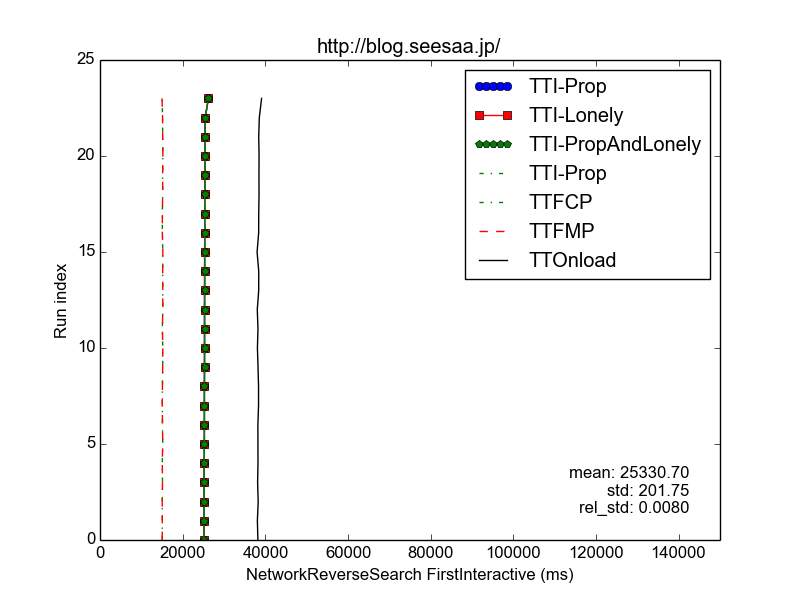 http://blog.seesaa.jp/
25
20
15
10
5
0
Run index
TTI-Prop
TTI-Lonely
TTI-PropAndLonely
TTI-Prop
TTFCP
TTFMP
TTOnload
mean: 25330.70
std: 201.75
rel_std: 0.0080
0 20000 40000 60000 80000 100000 120000 140000
NetworkReverseSearch FirstInteractive (ms)